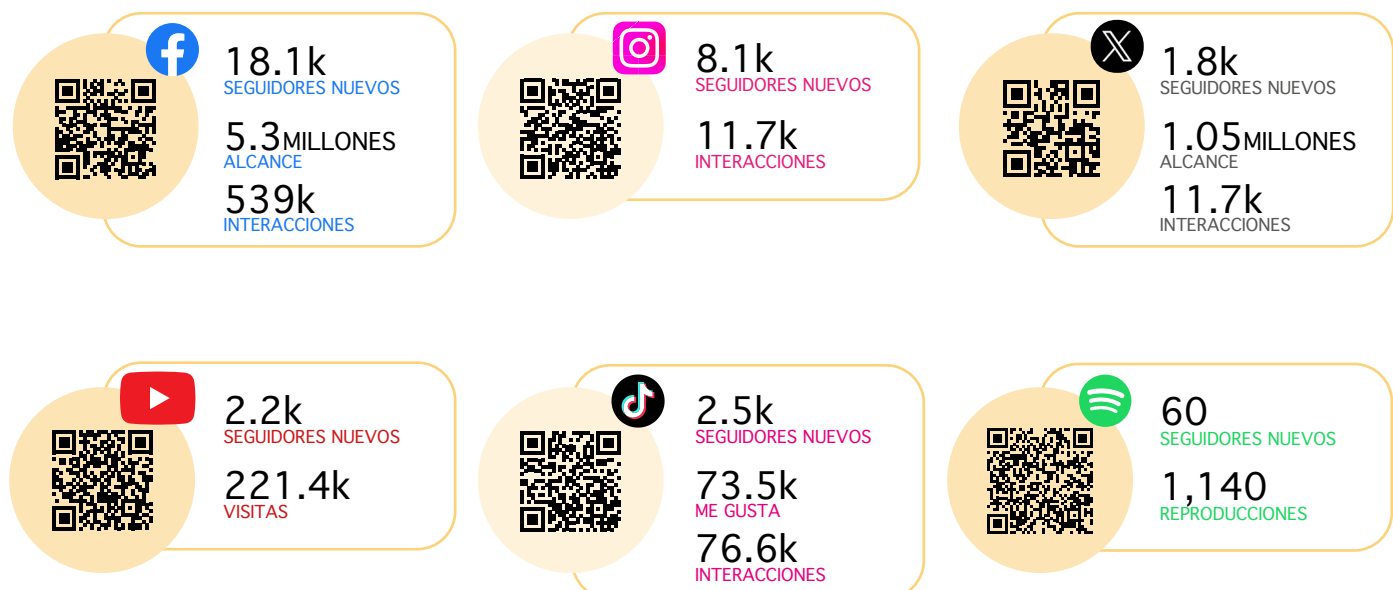 18.1k
SEGUIDORES NUEVOS
5.3MILLONES
ALCANCE
539k
INTERACCIONES
8.1k
SEGUIDORES NUEVOS
11.7k
INTERACCIONES
1.8k
SEGUIDORES NUEVOS
1.05MILLONES
ALCANCE
11.7k
INTERACCIONES
2.2k
SEGUIDORES NUEVOS
221.4k
VISITAS
2.5k
SEGUIDORES NUEVOS
73.5k
ME GUSTA
76.6k
INTERACCIONES
60
SEGUIDORES NUEVOS
1,140
REPRODUCCIONES